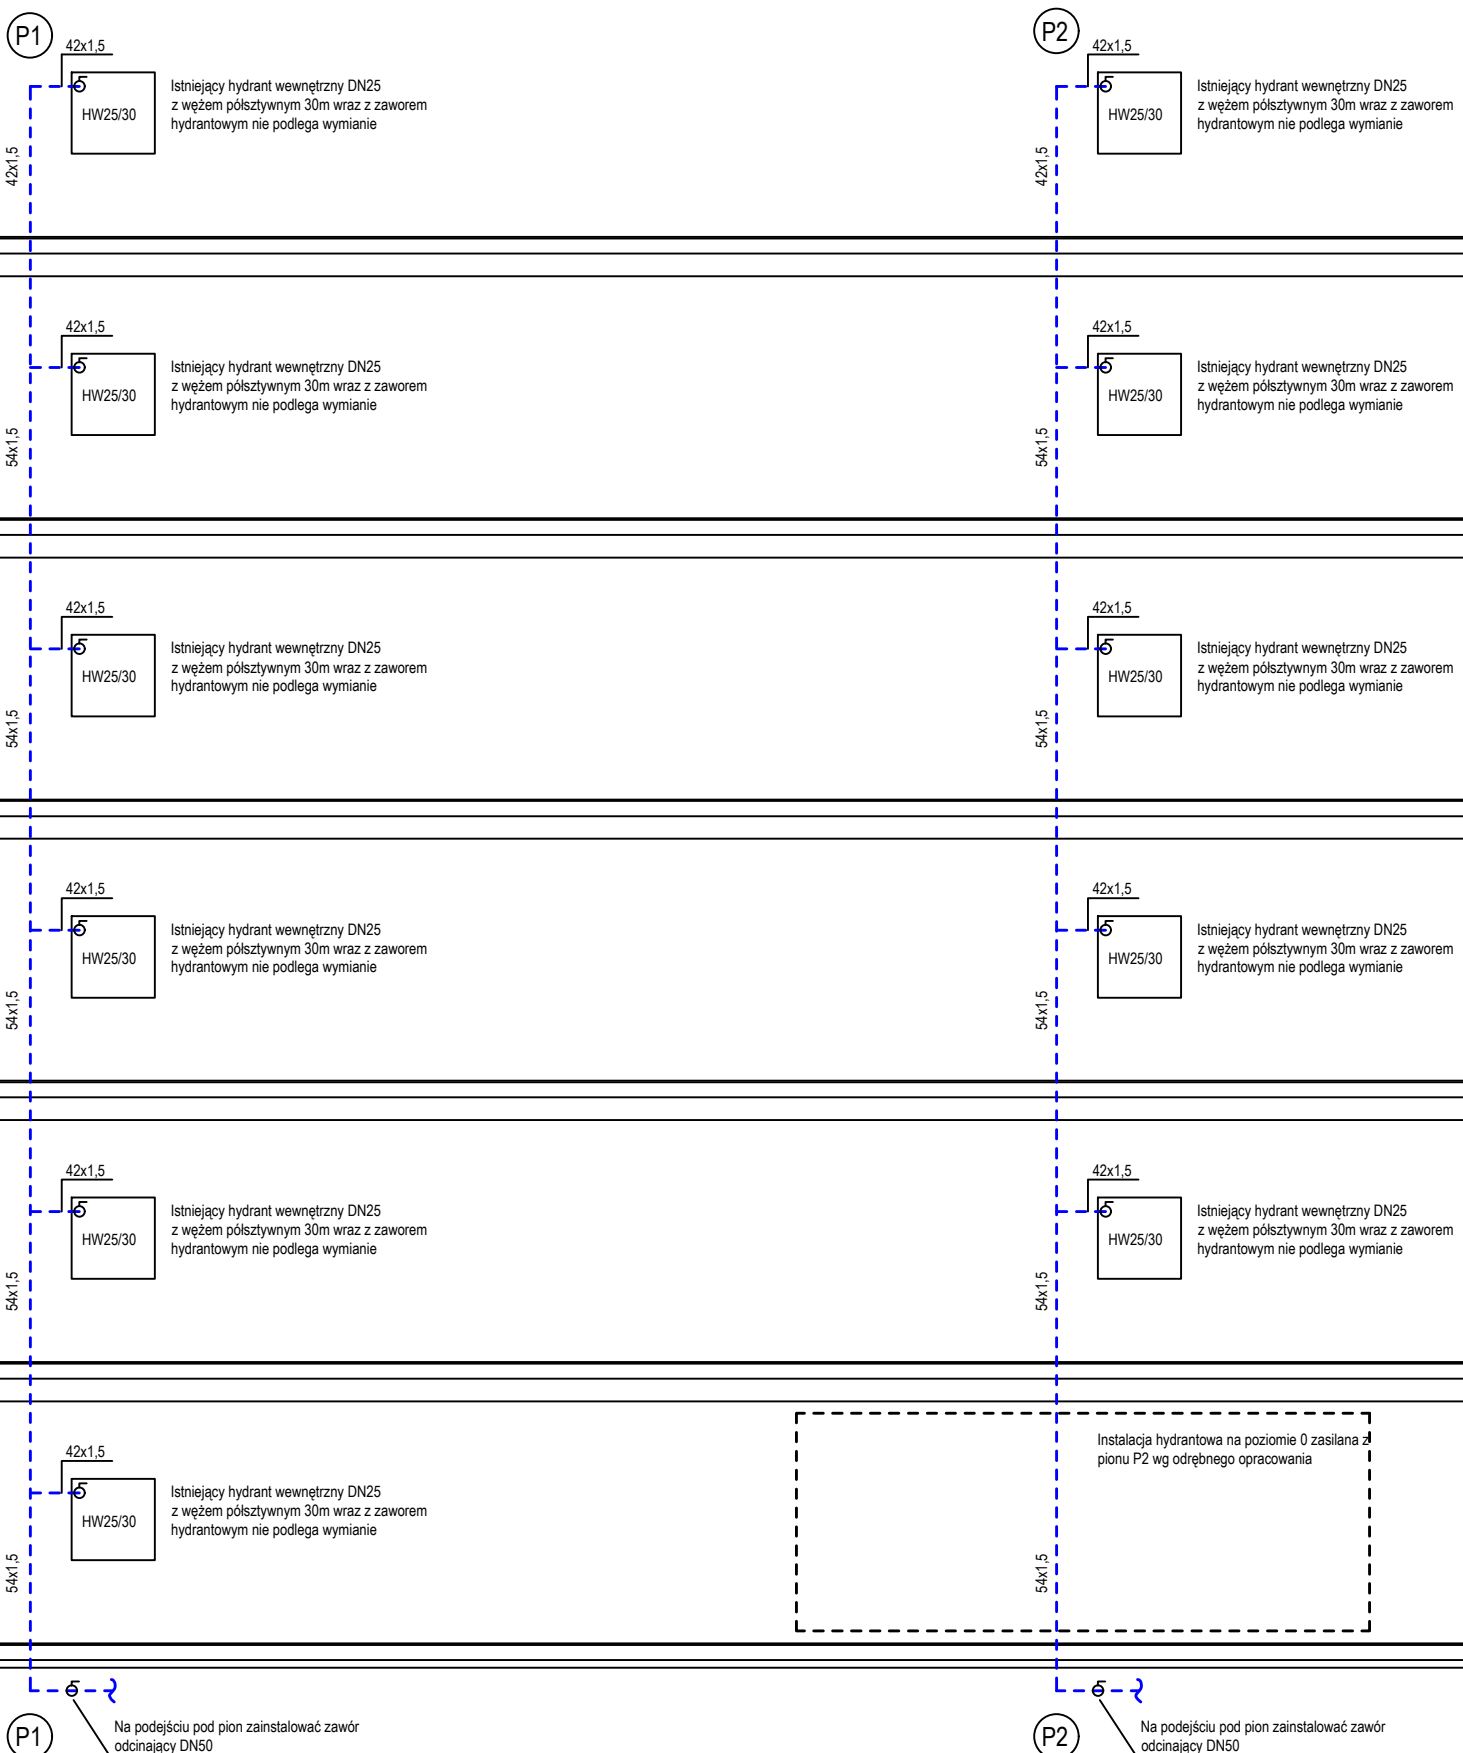 P1
42x1,5
HW25/30
Istniejący hydrant wewnętrzny DN25
z wężem półsztywnym 30m wraz z zaworem
hydrantowym nie podlega wymianie
42x1,5
P2
42x1,5
HW25/30
Istniejący hydrant wewnętrzny DN25
z wężem półsztywnym 30m wraz z zaworem
hydrantowym nie podlega wymianie
42x1,5
42x1,5
HW25/30
Istniejący hydrant wewnętrzny DN25
z wężem półsztywnym 30m wraz z zaworem
hydrantowym nie podlega wymianie
54x1,5
42x1,5
HW25/30
Istniejący hydrant wewnętrzny DN25
z wężem półsztywnym 30m wraz z zaworem
hydrantowym nie podlega wymianie
54x1,5
42x1,5
HW25/30
Istniejący hydrant wewnętrzny DN25
z wężem półsztywnym 30m wraz z zaworem
hydrantowym nie podlega wymianie
54x1,5
42x1,5
HW25/30
Istniejący hydrant wewnętrzny DN25
z wężem półsztywnym 30m wraz z zaworem
hydrantowym nie podlega wymianie
54x1,5
42x1,5
HW25/30
Istniejący hydrant wewnętrzny DN25
z wężem półsztywnym 30m wraz z zaworem
hydrantowym nie podlega wymianie
54x1,5
42x1,5
HW25/30
Istniejący hydrant wewnętrzny DN25
z wężem półsztywnym 30m wraz z zaworem
hydrantowym nie podlega wymianie
54x1,5
42x1,5
HW25/30
Istniejący hydrant wewnętrzny DN25
z wężem półsztywnym 30m wraz z zaworem
hydrantowym nie podlega wymianie
54x1,5
42x1,5
HW25/30
Istniejący hydrant wewnętrzny DN25
z wężem półsztywnym 30m wraz z zaworem
hydrantowym nie podlega wymianie
54x1,5
42x1,5
HW25/30
Istniejący hydrant wewnętrzny DN25
z wężem półsztywnym 30m wraz z zaworem
hydrantowym nie podlega wymianie
54x1,5
Instalacja hydrantowa na poziomie 0 zasilana z
pionu P2 wg odrębnego opracowania
54x1,5
P1
Na podejściu pod pion zainstalować zawór
odcinający DN50
P2
Na podejściu pod pion zainstalować zawór
odcinający DN50